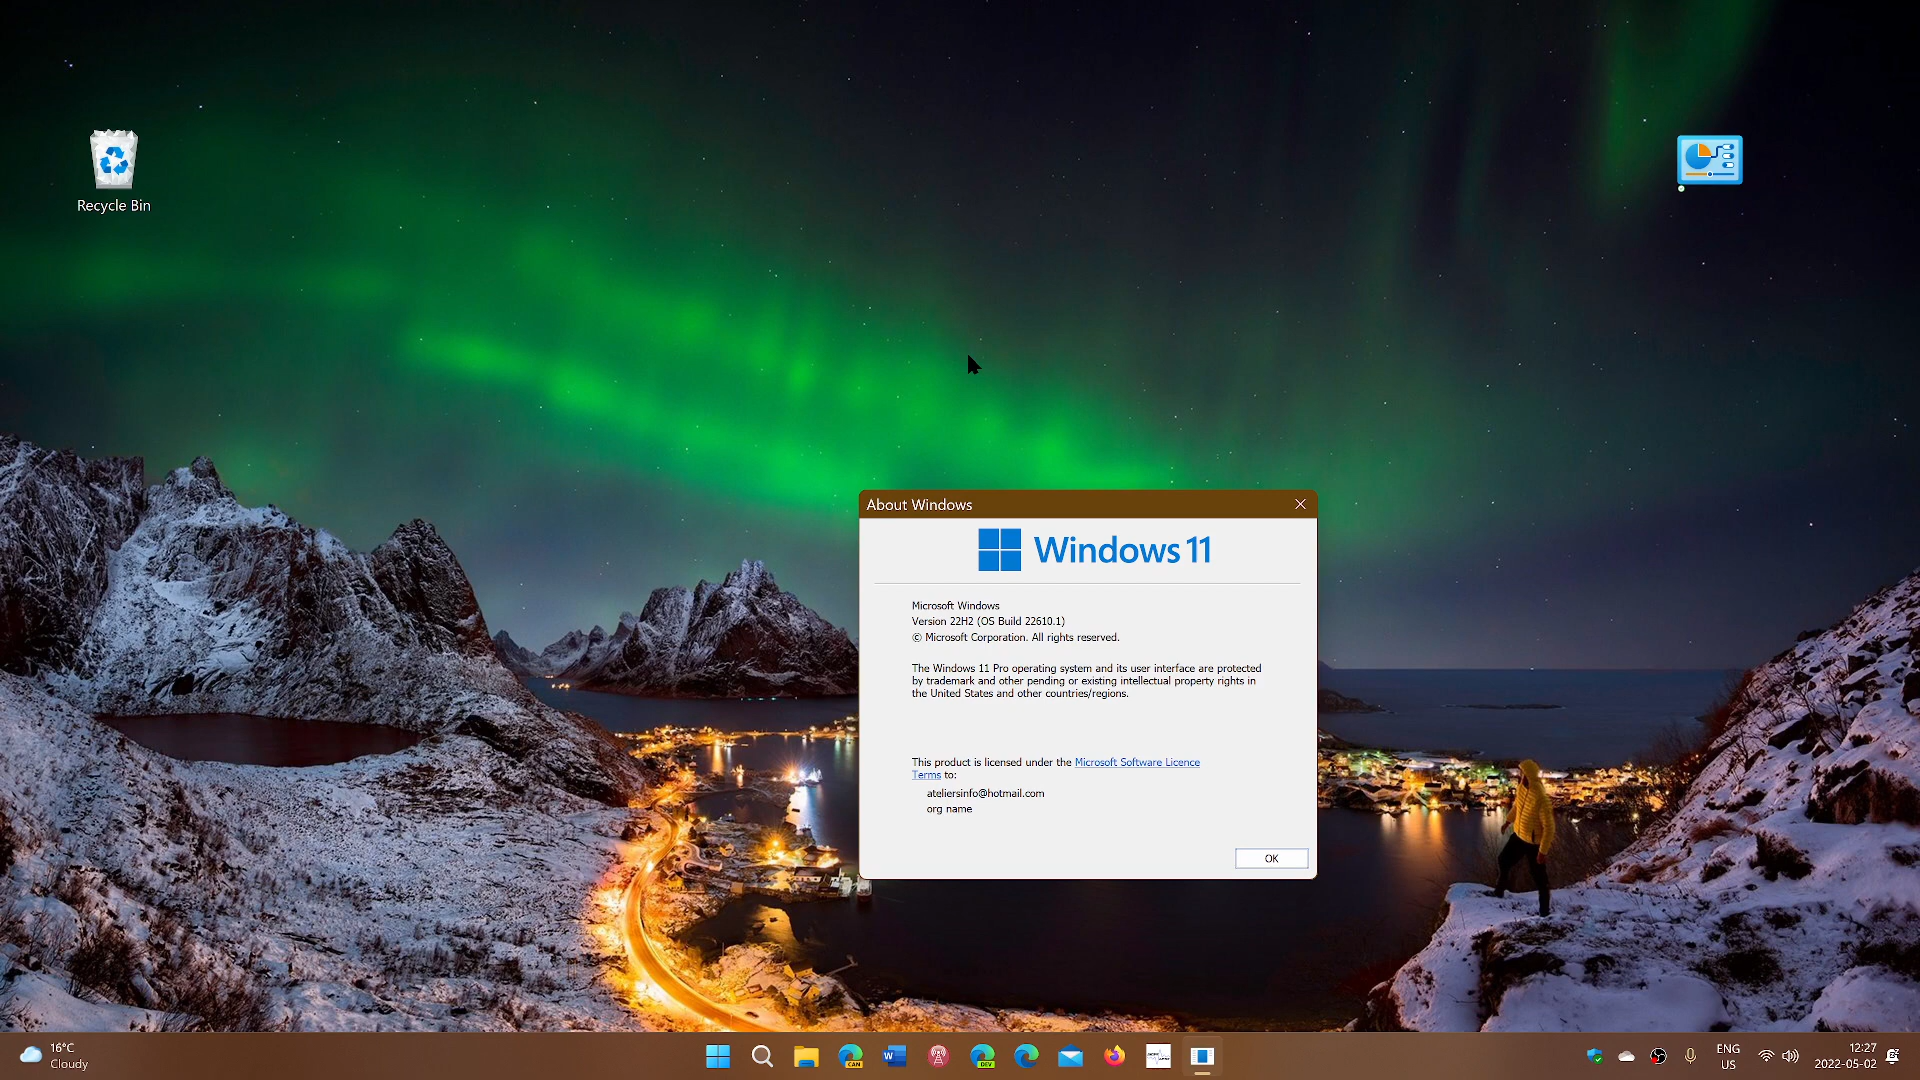 Recycle Bin
About Windows
Windows 11
Microsoft Windows
Version 22H2 (OS Build 22610.1)
© Microsoft Corporation. All rights reserved.
The Windows 11 Pro operating system and its user interface are protected
by trademark and other pending or existing intellectual property rights in
the United States and other countries/regions.
This product is licensed under the Microsoft Software Licence
Terms to:
ateliersinfo@hotmail.com
org name
OK
16°C
Cloudy
CAN
W
DEV
ENG
US
12:27
2022-05-02